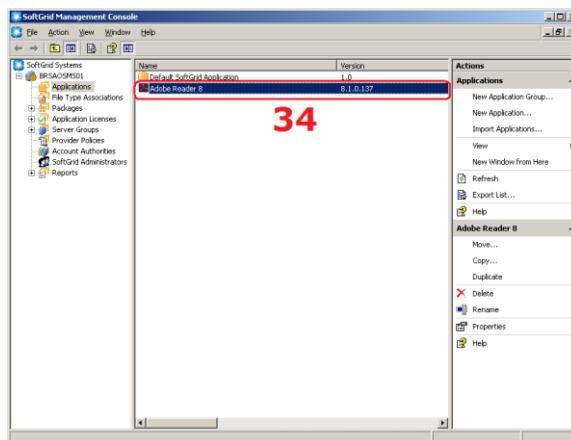 SoftGrid Management Console
File Action View Window Help
SoftGrid Systems
BRSAOSMS01
Applications
File Type Associations
Packages
Application Licenses
Server Groups
Provider Policies
Account Authorities
SoftGrid Administrators
Reports
Name Version
Default SoftGrid Application 1.0
Adobe Reader 8 8.1.0.137
34
Actions
Applications
New Application Group...
New Application...
Import Applications...
View
New Window from Here
Refresh
Export List...
Help
Adobe Reader 8
Move...
Copy...
Duplicate
Delete
Rename
Properties
Help